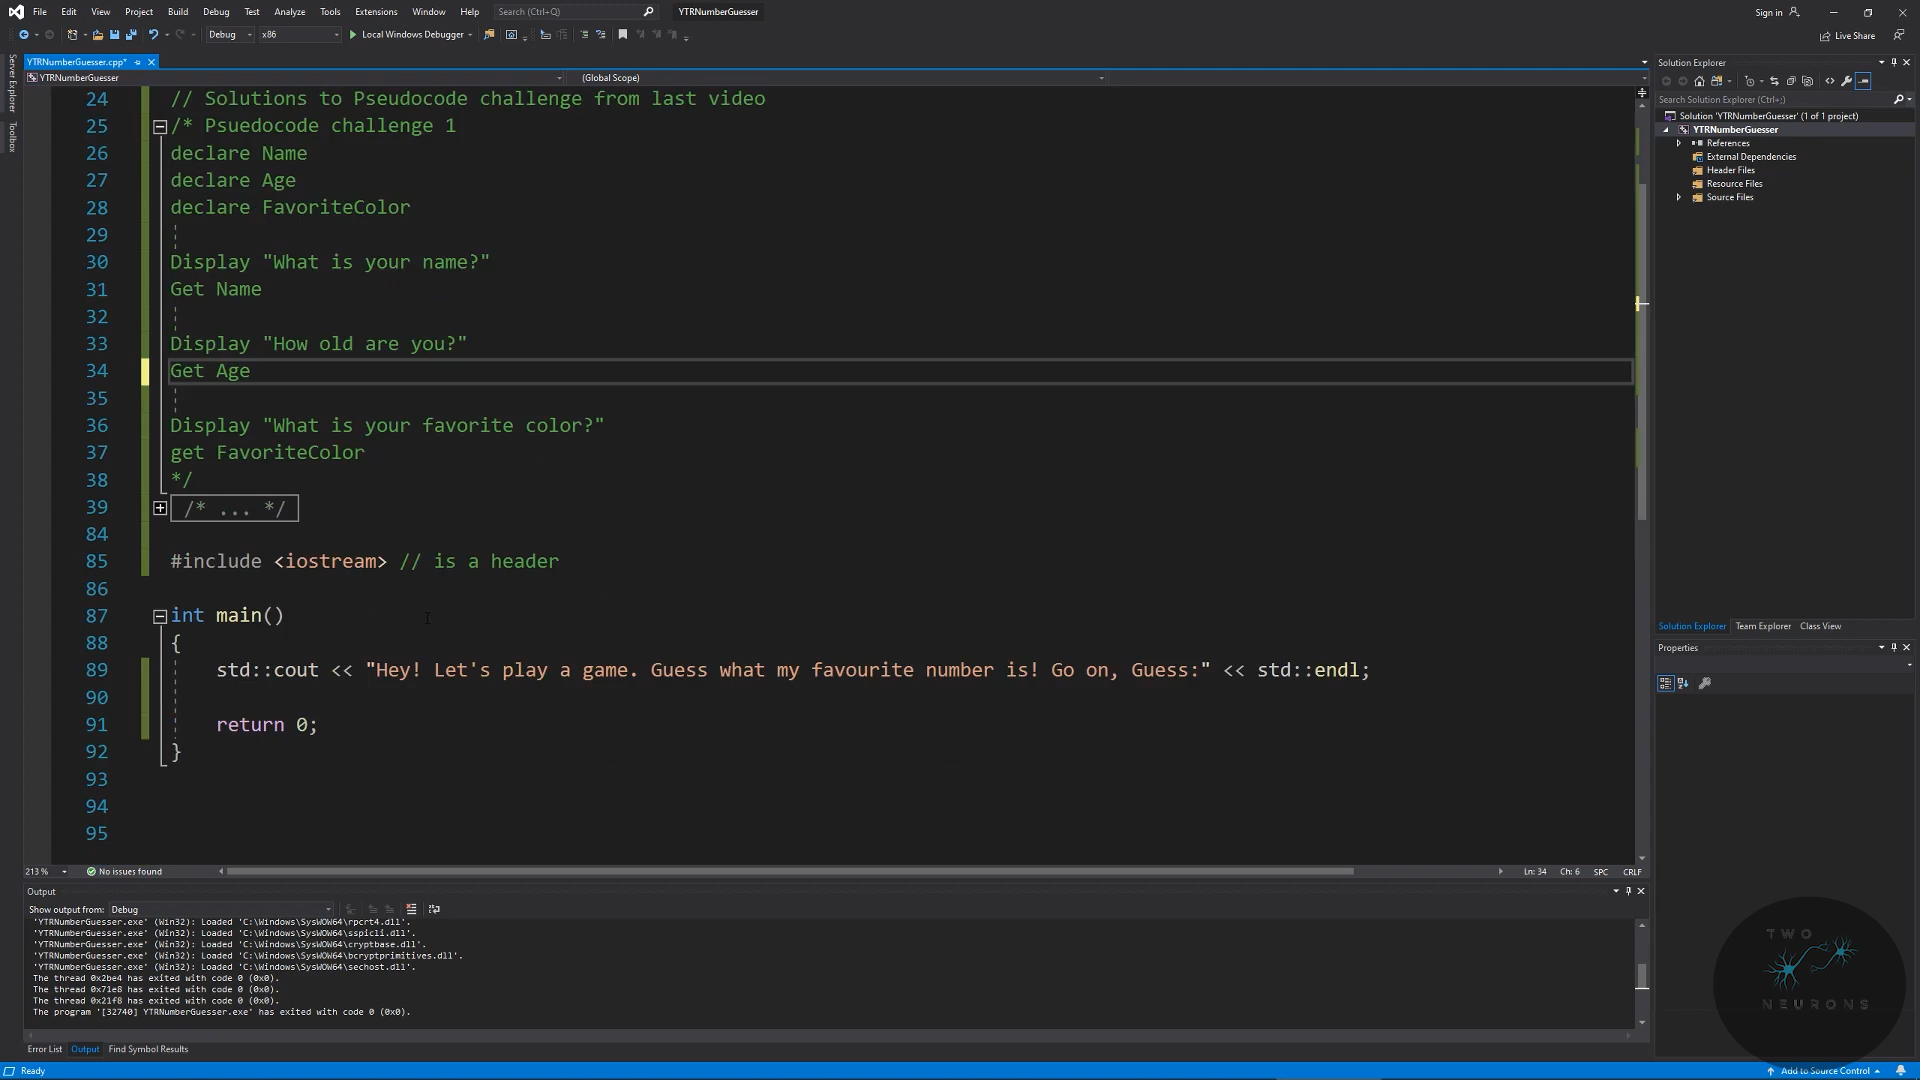 File Edit View Project Build Debug Test Analyze Tools Extensions Window Help Search (Ctrl+Q) YTRNumberGuesser Sign in
Debug x86 Local Windows Debugger Live Share
Server Explorer
Toolbox
YTRNumberGuesser.cpp*
YTRNumberGuesser (Global Scope)
24 // Solutions to Pseudocode challenge from last video
25 /* Psuedocode challenge 1
26 declare Name
27 declare Age
28 declare FavoriteColor
29
30 Display "What is your name?"
31 Get Name
32
33 Display "How old are you?"
34 Get Age
35
36 Display "What is your favorite color?"
37 get FavoriteColor
38 */
39 /* ... */
84
85 #include <iostream> // is a header
86
87 int main()
88 {
89 std::cout << "Hey! Let's play a game. Guess what my favourite number is! Go on, Guess:" << std::endl;
90
91 return 0;
92 }
93
94
95
213 % No issues found Ln: 34 Ch: 6 SPC CRLF
Output
Show output from: Debug
'YTRNumberGuesser.exe' (Win32): Loaded 'C:\Windows\SysWOW64\rpcrt4.dll'.
'YTRNumberGuesser.exe' (Win32): Loaded 'C:\Windows\SysWOW64\sspicli.dll'.
'YTRNumberGuesser.exe' (Win32): Loaded 'C:\Windows\SysWOW64\cryptbase.dll'.
'YTRNumberGuesser.exe' (Win32): Loaded 'C:\Windows\SysWOW64\bcryptprimitives.dll'.
'YTRNumberGuesser.exe' (Win32): Loaded 'C:\Windows\SysWOW64\sechost.dll'.
The thread 0x2be4 has exited with code 0 (0x0).
The thread 0x71e8 has exited with code 0 (0x0).
The thread 0x21f8 has exited with code 0 (0x0).
The program '[32740] YTRNumberGuesser.exe' has exited with code 0 (0x0).
Error List Output Find Symbol Results
Ready
Solution Explorer
Search Solution Explorer (Ctrl+;)
Solution 'YTRNumberGuesser' (1 of 1 project)
YTRNumberGuesser
References
External Dependencies
Header Files
Resource Files
Source Files
Solution Explorer Team Explorer Class View
Properties
TWO
NEURONS
Add to Source Control